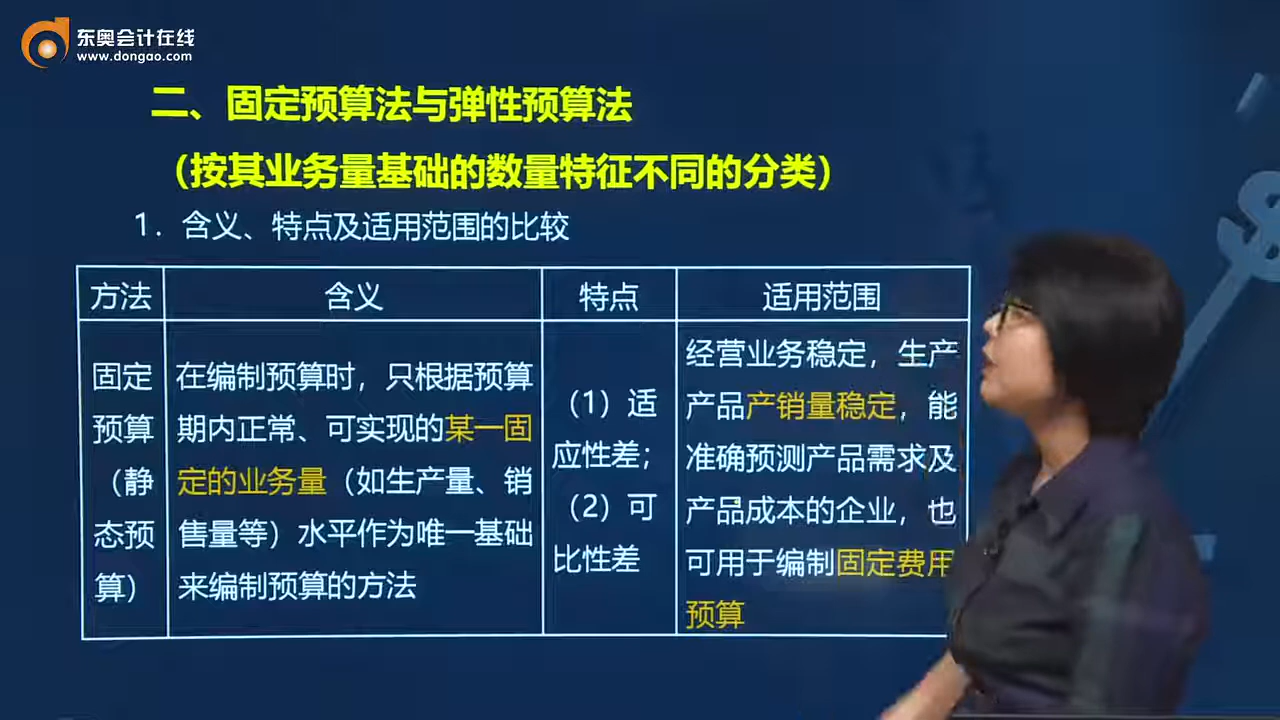 东奥会计在线
www.dongao.com
二、固定预算法与弹性预算法
（按其业务量基础的数量特征不同的分类）
1．含义、特点及适用范围的比较
方法
含义
特点
适用范围
固定
预算
（静
态预
算）
在编制预算时，只根据预算
期内正常、可实现的某一固
定的业务量（如生产量、销
售量等）水平作为唯一基础
来编制预算的方法
（1）适
应性差；
（2）可
比性差
经营业务稳定，生产
产品产销量稳定，能
准确预测产品需求及
产品成本的企业，也
可用于编制固定费用
预算